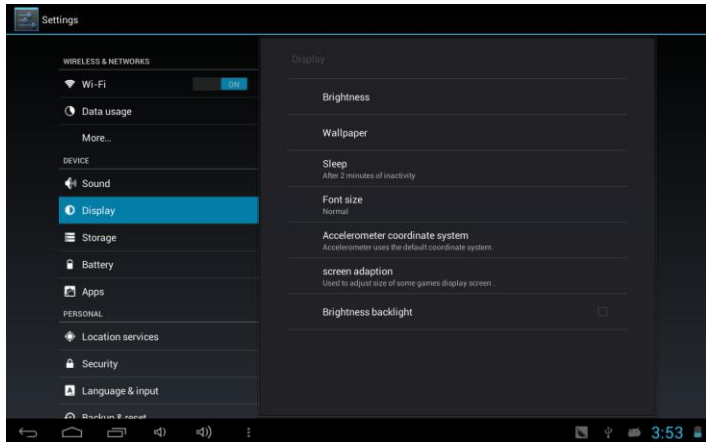 Settings
WIRELESS & NETWORKS
Wi-Fi ON
Data usage
More...
DEVICE
Sound
Display
Storage
Battery
Apps
PERSONAL
Location services
Security
Language & input
Backup & reset
Display
Brightness
Wallpaper
Sleep
After 2 minutes of inactivity
Font size
Normal
Accelerometer coordinate system
Accelerometer uses the default coordinate system.
screen adaption
Used to adjust size of some games display screen .
Brightness backlight
3:53